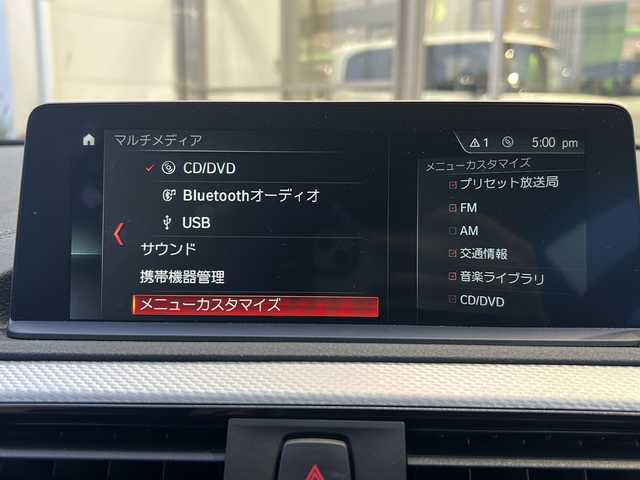 マルチメディア
1 5:00 pm
CD/DVD
Bluetoothオーディオ
USB
サウンド
携帯機器管理
メニューカスタマイズ
メニューカスタマイズ
プリセット放送局
FM
AM
交通情報
音楽ライブラリ
CD/DVD